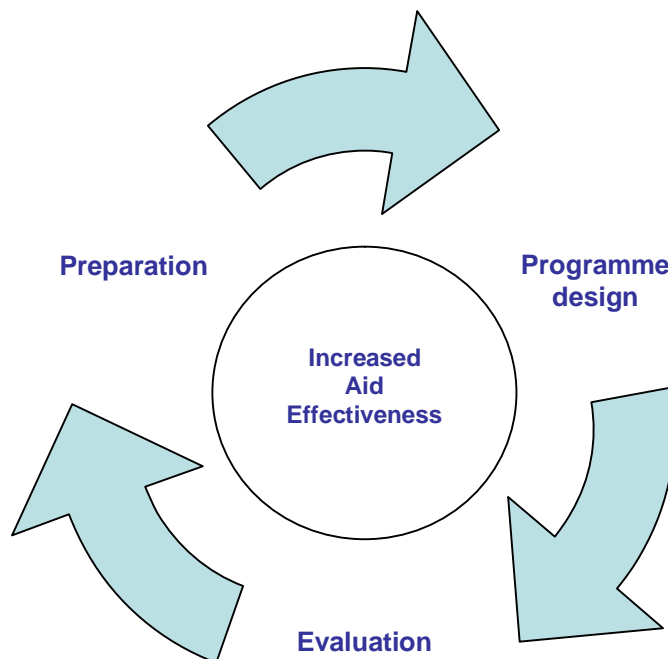 Preparation
Programme
design
Increased
Aid
Effectiveness
Evaluation